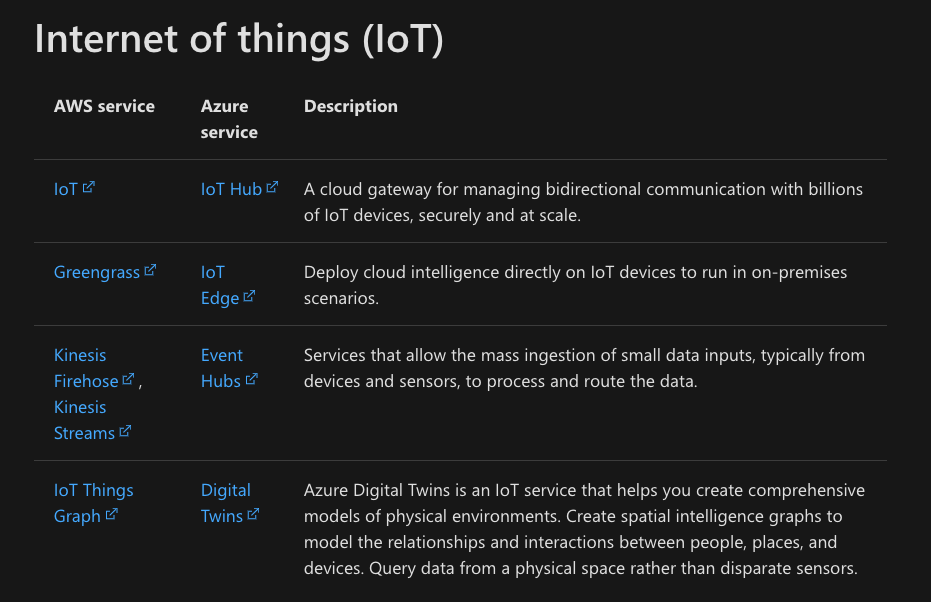 Internet of things (IoT)
AWS service
Azure
service
Description
IoT
IoT Hub
A cloud gateway for managing bidirectional communication with billions
of IoT devices, securely and at scale.
Greengrass
IoT
Edge
Deploy cloud intelligence directly on IoT devices to run in on-premises
scenarios.
Kinesis
Firehose ,
Kinesis
Streams
Event
Hubs
Services that allow the mass ingestion of small data inputs, typically from
devices and sensors, to process and route the data.
IoT Things
Graph
Digital
Twins
Azure Digital Twins is an IoT service that helps you create comprehensive
models of physical environments. Create spatial intelligence graphs to
model the relationships and interactions between people, places, and
devices. Query data from a physical space rather than disparate sensors.